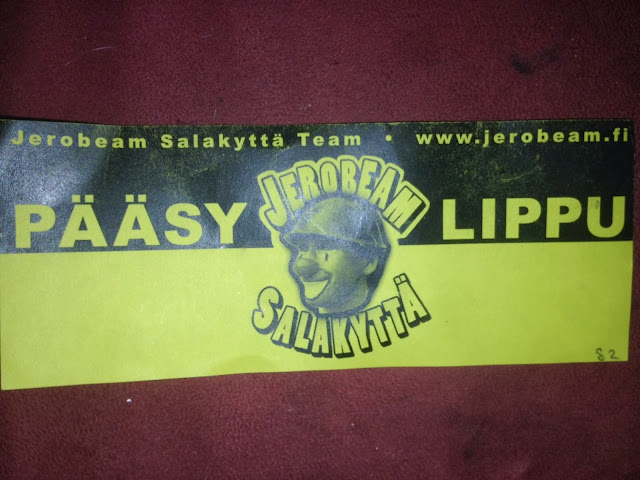 Jerobeam Salakyttä Team • www.jerobeam.fi
PÄÄSY LIPPU
JEROBEAM
SALAKYTTÄ
82